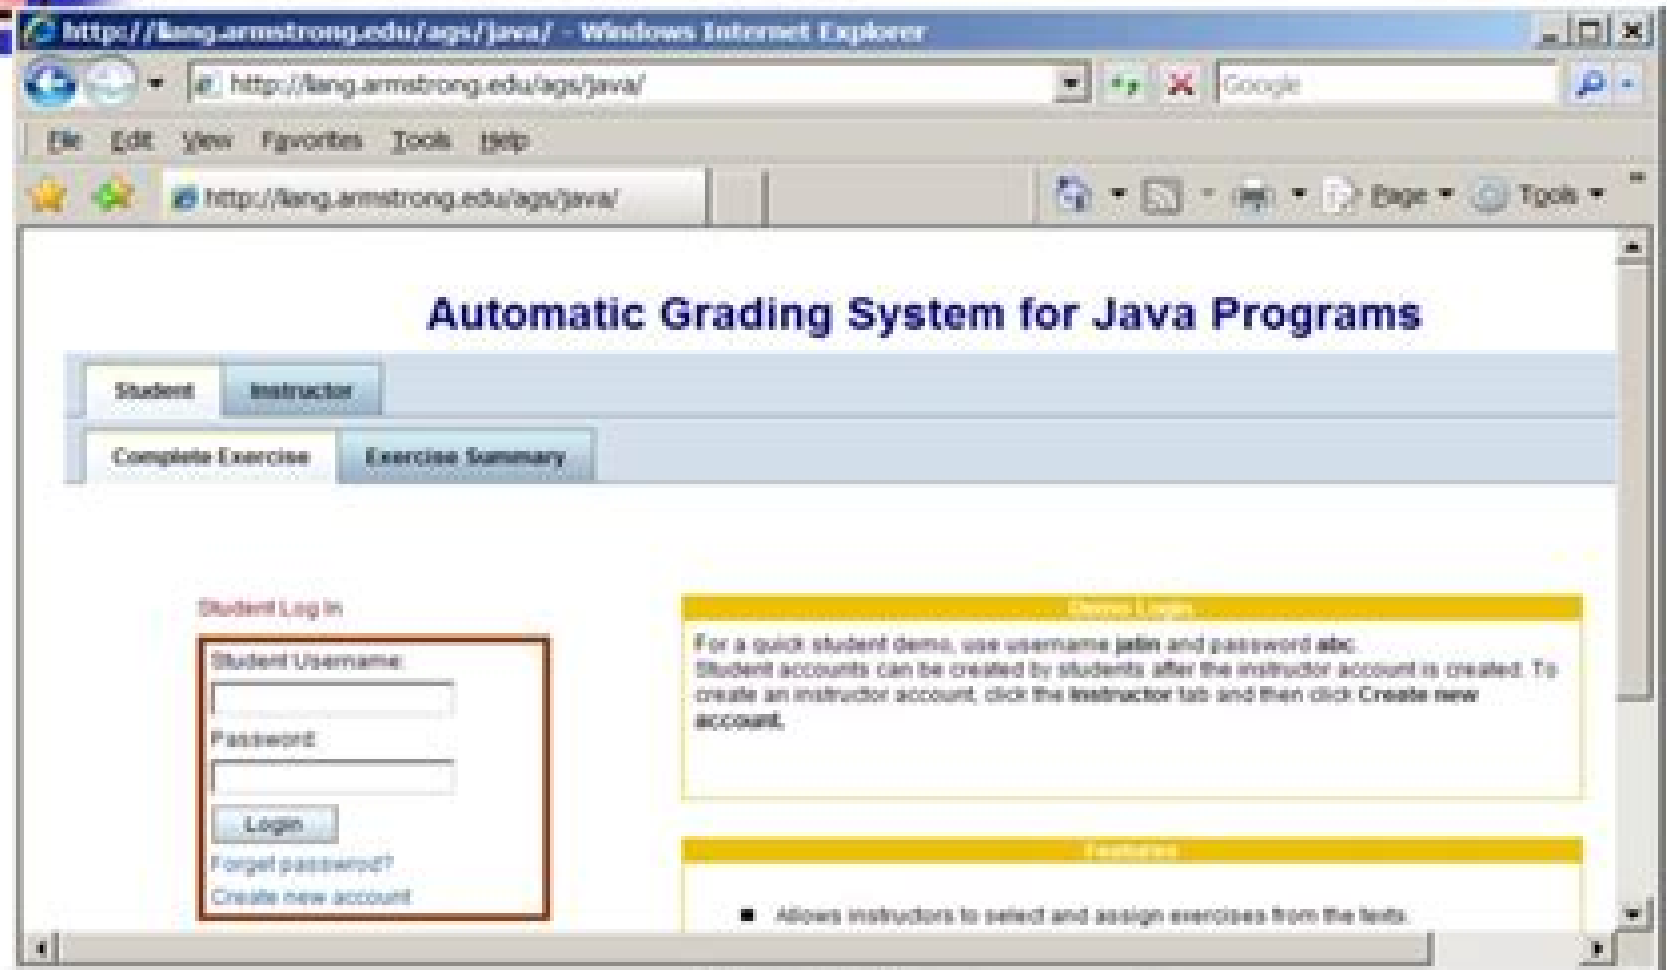 http://liang.armstrong.edu/ags/java/ - Windows Internet Explorer
http://liang.armstrong.edu/ags/java/
Google
File Edit View Favorites Tools Help
http://liang.armstrong.edu/ags/java/
Page Tools
Automatic Grading System for Java Programs
Student Instructor
Complete Exercise Exercise Summary
Student Log in
Student Username:
Password:
Login
Forget passwrod?
Create new account
Demo Login
For a quick student demo, use username and password abc.
Student accounts can be created by students after the instructor account is created. To
create an instructor account, click the Instructor tab and then click Create new
account.
Features
■ Allows instructors to select and assign exercises from the texts.